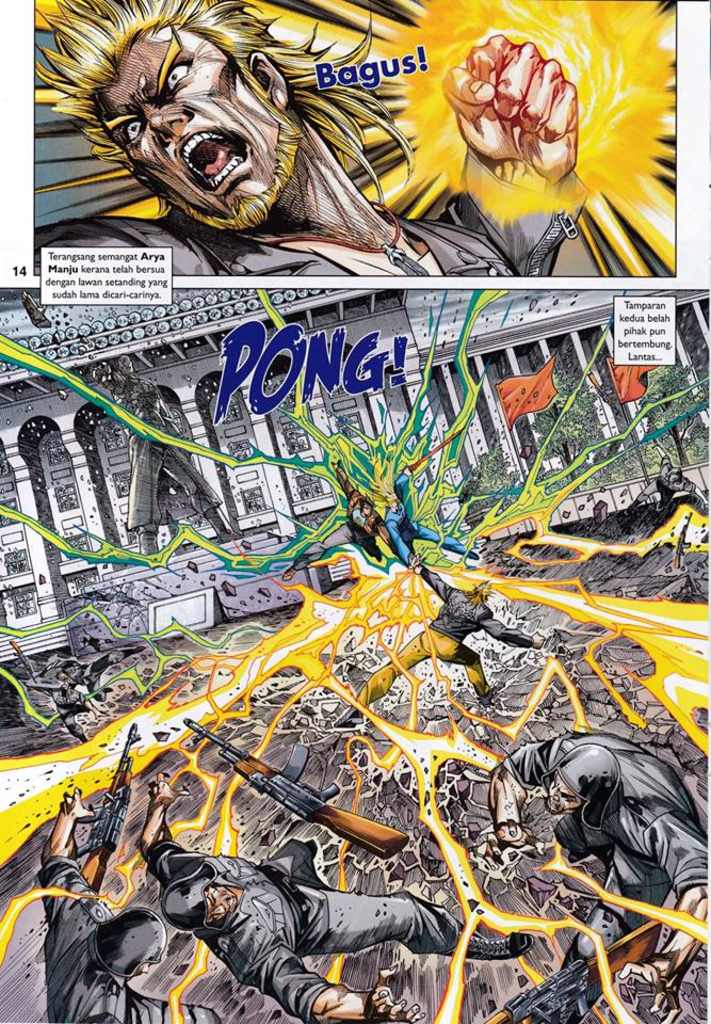 Bagus!
14
Terangsang semangat Arya
Manju kerana telah bersua
dengan lawan setanding yang
sudah lama dicari-carinya.
PONG!
Tamparan
kedua belah
pihak pun
bertembung.
Lantas...